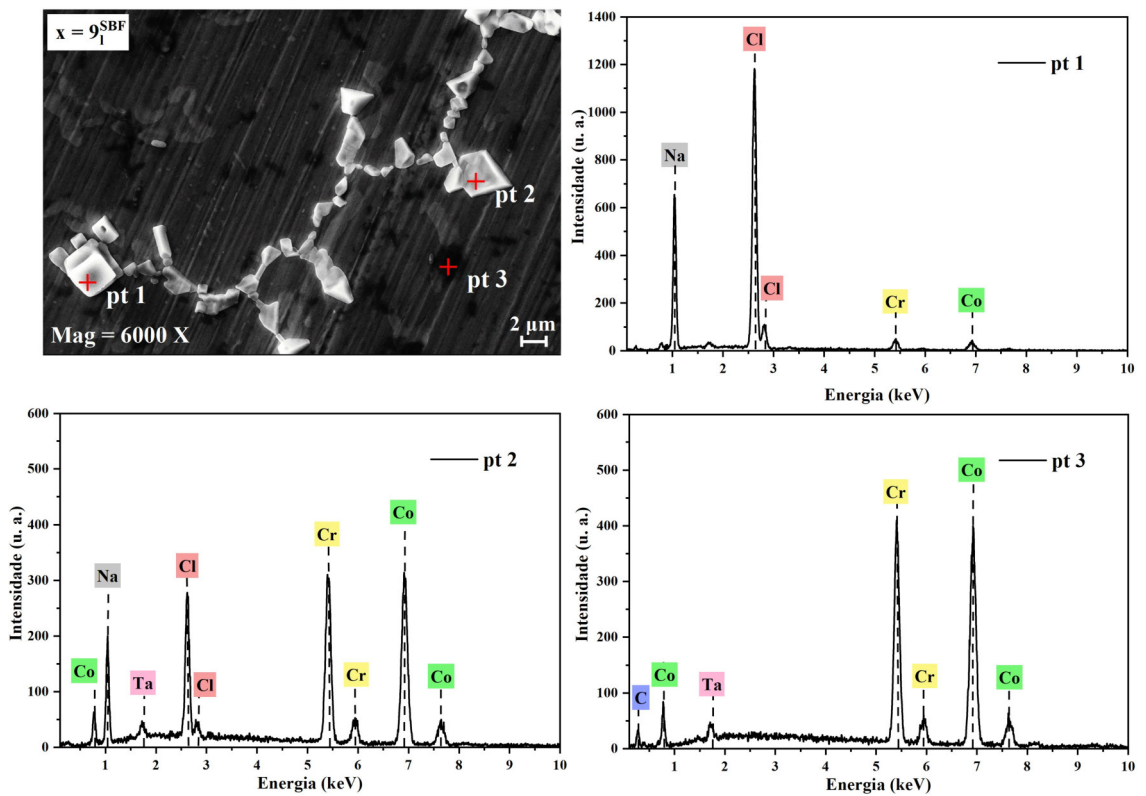 x = 9₁^SBF
pt 1
pt 2
pt 3
Mag = 6000 X
2 µm
1400
1200
1000
800
600
400
200
0
Intensidade (u. a.)
Na
Cl
Cl
Cr
Co
pt 1
1 2 3 4 5 6 7 8 9 10
Energia (keV)
600
500
400
300
200
100
0
Intensidade (u. a.)
Co
Na
Ta
Cl
Cl
Cr
Cr
Co
Co
pt 2
1 2 3 4 5 6 7 8 9 10
Energia (keV)
600
500
400
300
200
100
0
Intensidade (u. a.)
C
Co
Ta
Cr
Cr
Co
Co
pt 3
1 2 3 4 5 6 7 8 9 10
Energia (keV)